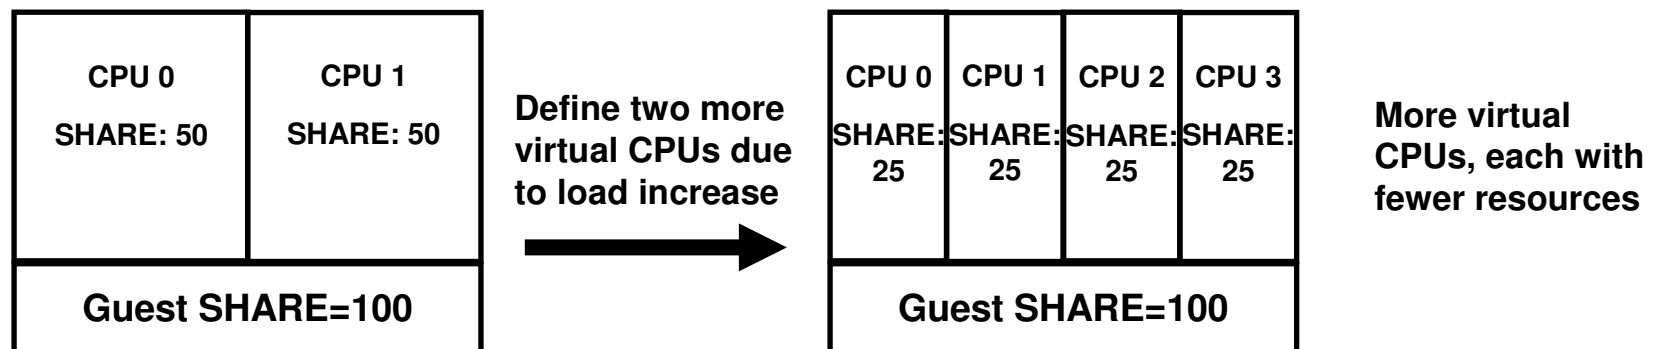 CPU 0
SHARE: 50
CPU 1
SHARE: 50
Guest SHARE=100
Define two more
virtual CPUs due
to load increase
CPU 0
SHARE:
25
CPU 1
SHARE:
25
CPU 2
SHARE:
25
CPU 3
SHARE:
25
Guest SHARE=100
More virtual
CPUs, each with
fewer resources